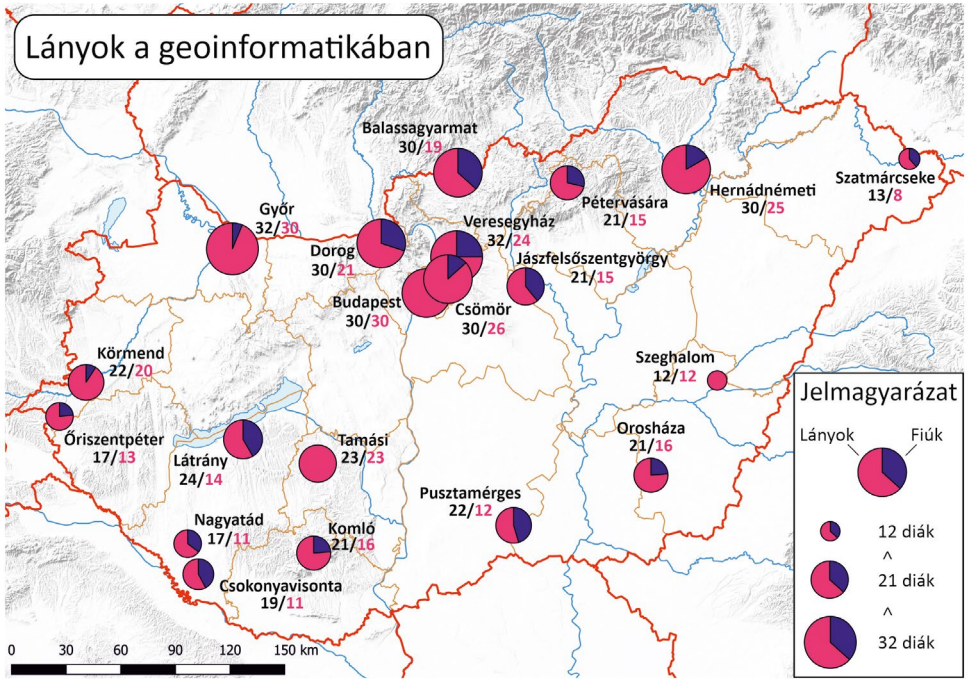 Lányok a geoinformatikában
Balassagyarmat
30/19
Pétervására
21/15
Hernádnémeti
30/25
Szatmárcseke
13/8
Győr
32/30
Dorog
30/21
Veresegyház
32/24
Jászfelsőszentgyörgy
21/15
Budapest
30/30
Csömör
30/26
Körmend
22/20
Szeghalom
12/12
Őriszentpéter
17/13
Látrány
24/14
Tamási
23/23
Orosháza
21/16
Pusztamérges
22/12
Nagyatád
17/11
Komló
21/16
Csokonyavisonta
19/11
Jelmagyarázat
Lányok Fiúk
12 diák
^
21 diák
^
32 diák
0 30 60 90 120 150 km